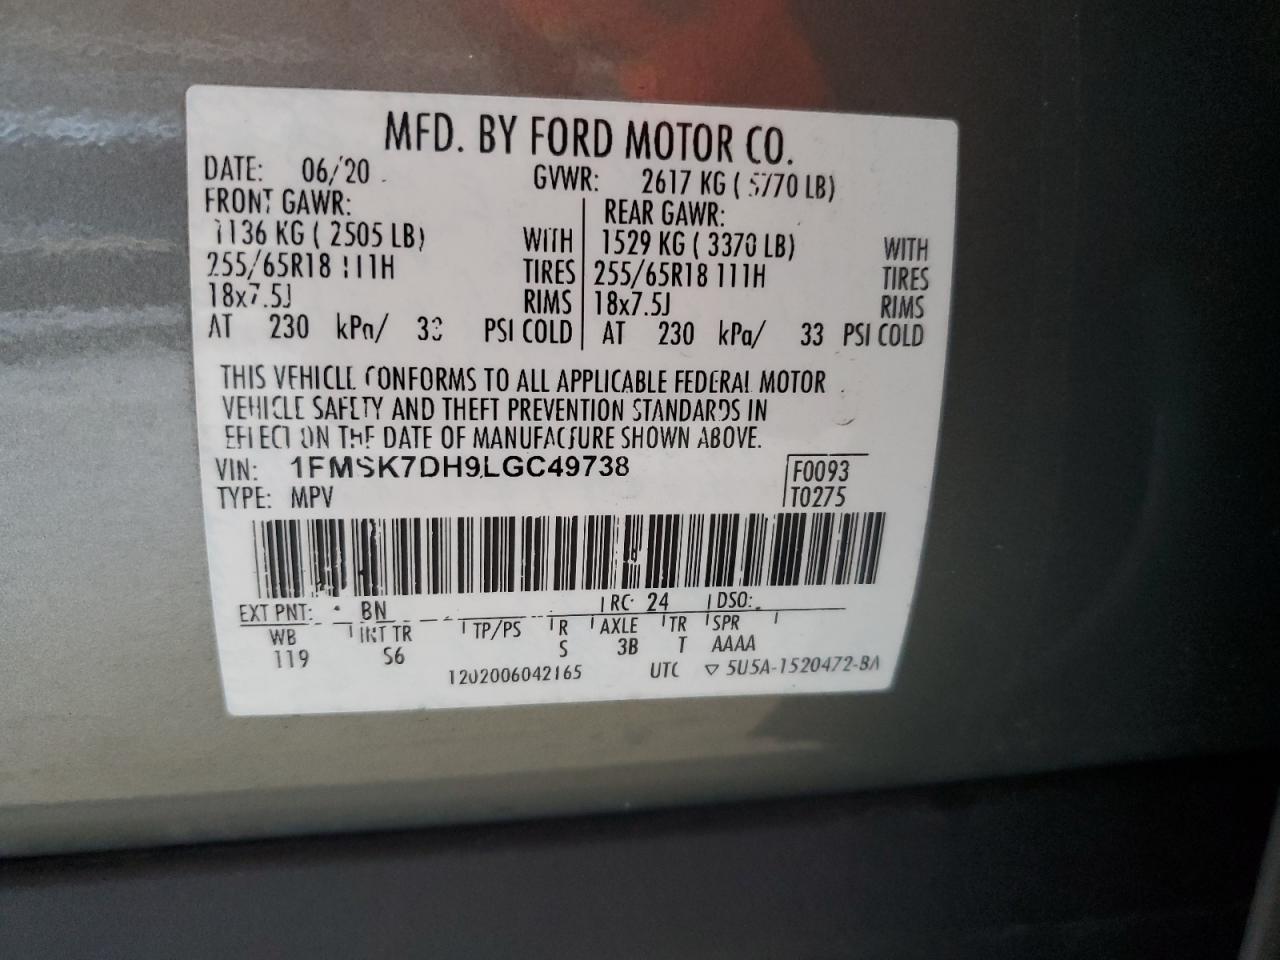 MFD. BY FORD MOTOR CO.
DATE: 06/20 GVWR: 2617 KG ( 5770 LB)
FRONT GAWR: REAR GAWR:
1136 KG ( 2505 LB) WITH 1529 KG ( 3370 LB) WITH
255/65R18 111H TIRES 255/65R18 111H TIRES
18x7.5J RIMS 18x7.5J RIMS
AT 230 kPa/ 33 PSI COLD AT 230 kPa/ 33 PSI COLD
THIS VEHICLE CONFORMS TO ALL APPLICABLE FEDERAL MOTOR
VEHICLE SAFETY AND THEFT PREVENTION STANDARDS IN
EFFECT ON THE DATE OF MANUFACTURE SHOWN ABOVE.
VIN: 1FMSK7DH9LGC49738 F0093
TYPE: MPV T0275
EXT PNT: BN RC: 24 DSO:
WB INT TR TP/PS R AXLE TR SPR
119 S6 S 3B T AAAA
1202006042165 UTC ▽ 5U5A-1520472-BA